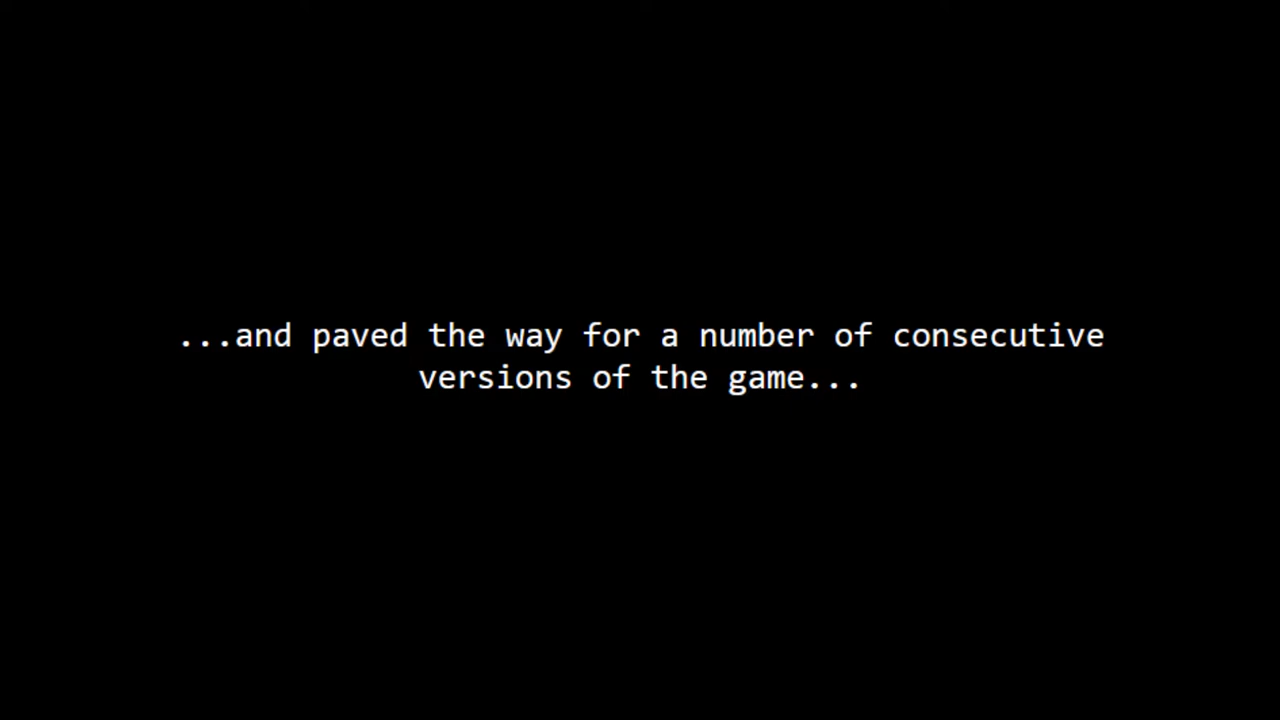 ...and paved the way for a number of consecutive
versions of the game...